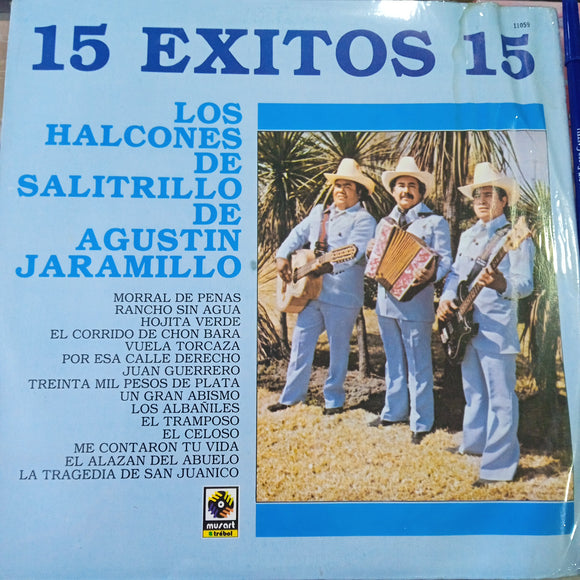 11059
15 EXITOS 15
LOS
HALCONES
DE
SALITRILLO
DE
AGUSTIN
JARAMILLO
MORRAL DE PENAS
RANCHO SIN AGUA
HOJITA VERDE
EL CORRIDO DE CHON BARA
VUELA TORCAZA
POR ESA CALLE DERECHO
JUAN GUERRERO
TREINTA MIL PESOS DE PLATA
UN GRAN ABISMO
LOS ALBAÑILES
EL TRAMPOSO
EL CELOSO
ME CONTARON TU VIDA
EL ALAZAN DEL ABUELO
LA TRAGEDIA DE SAN JUANICO
musart
trébol